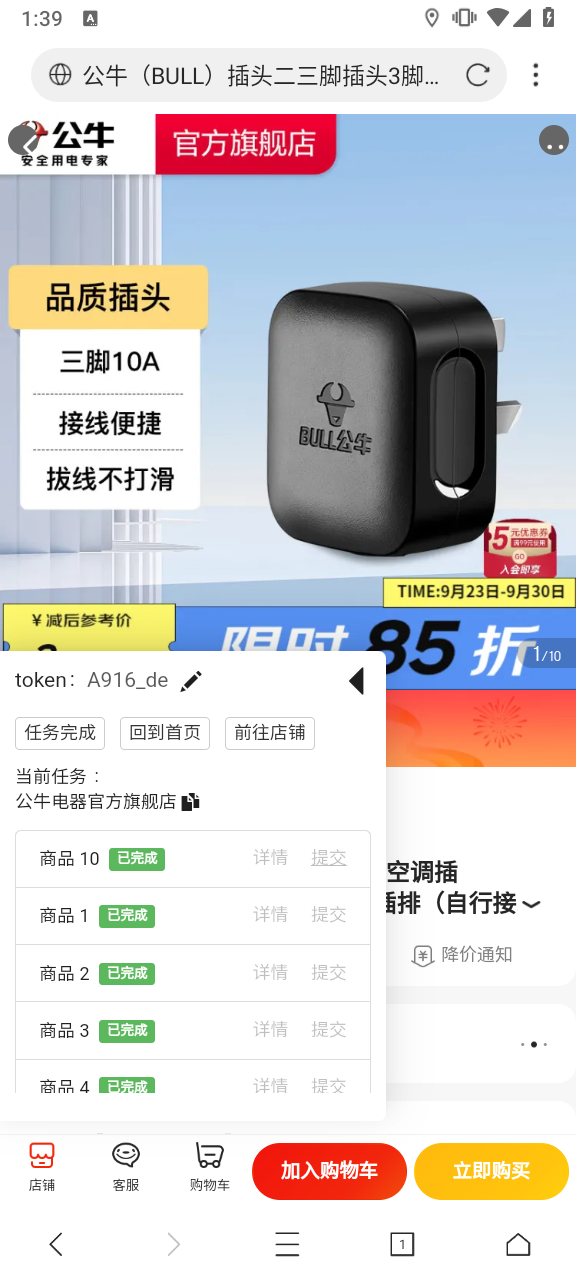 1:39
A
公牛（BULL）插头二三脚插头3脚…
公牛
安全用电专家
官方旗舰店
品质插头
三脚10A
接线便捷
拔线不打滑
BULL公牛
5元优惠券
满99元使用
GO
入会即享
TIME:9月23日-9月30日
￥减后参考价
限时85折
1/10
token： A916_de
任务完成
回到首页
前往店铺
当前任务：
公牛电器官方旗舰店
商品 10 已完成 详情 提交
商品 1 已完成 详情 提交
商品 2 已完成 详情 提交
商品 3 已完成 详情 提交
商品 4 已完成 详情 提交
空调插
插排（自行接
降价通知
店铺
客服
购物车
加入购物车
立即购买
1